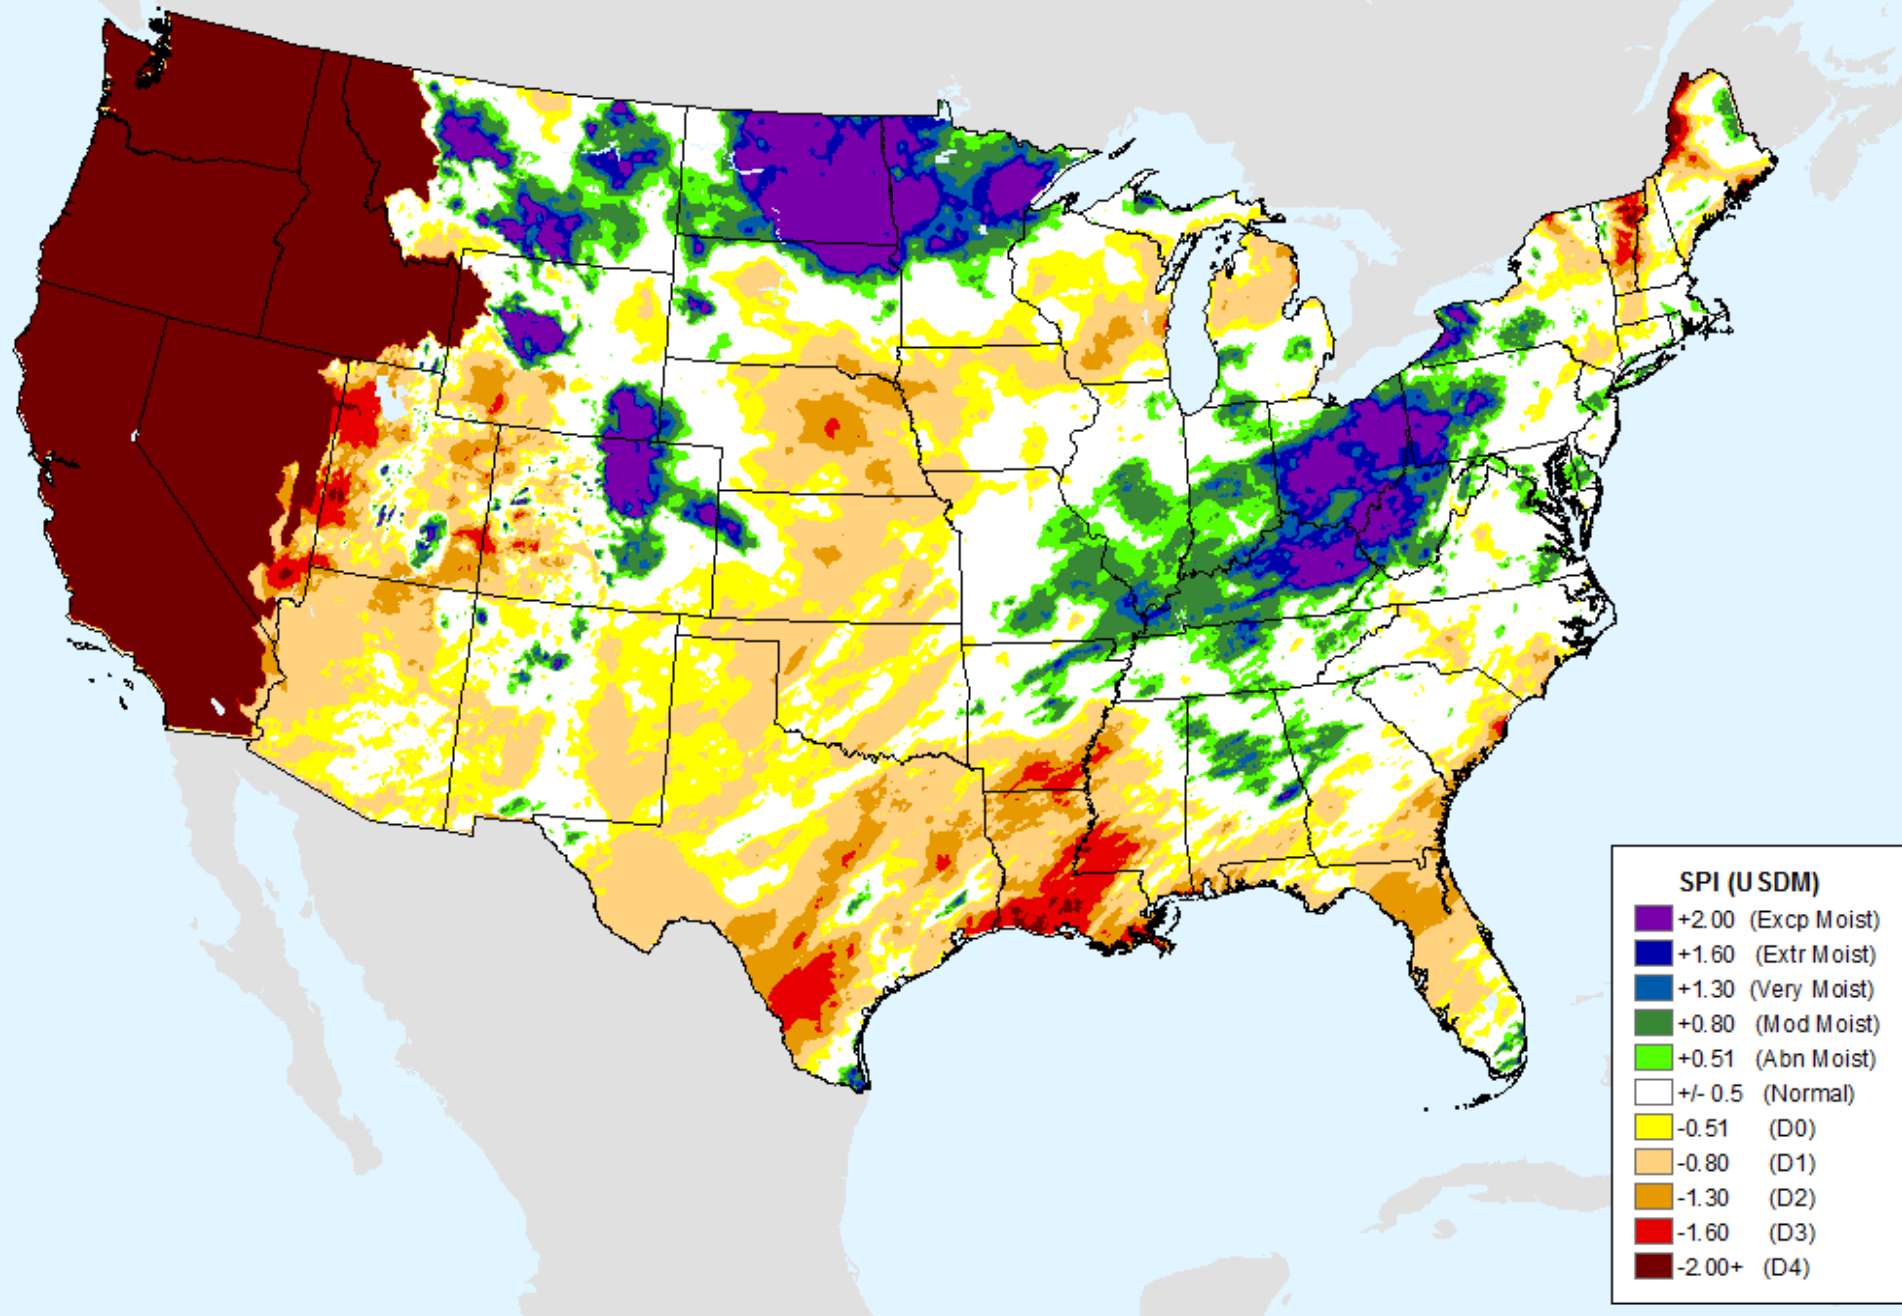 SPI (USDM)
+2.00 (Excp Moist)
+1.60 (Extr Moist)
+1.30 (Very Moist)
+0.80 (Mod Moist)
+0.51 (Abn Moist)
+/- 0.5 (Normal)
-0.51 (D0)
-0.80 (D1)
-1.30 (D2)
-1.60 (D3)
-2.00+ (D4)